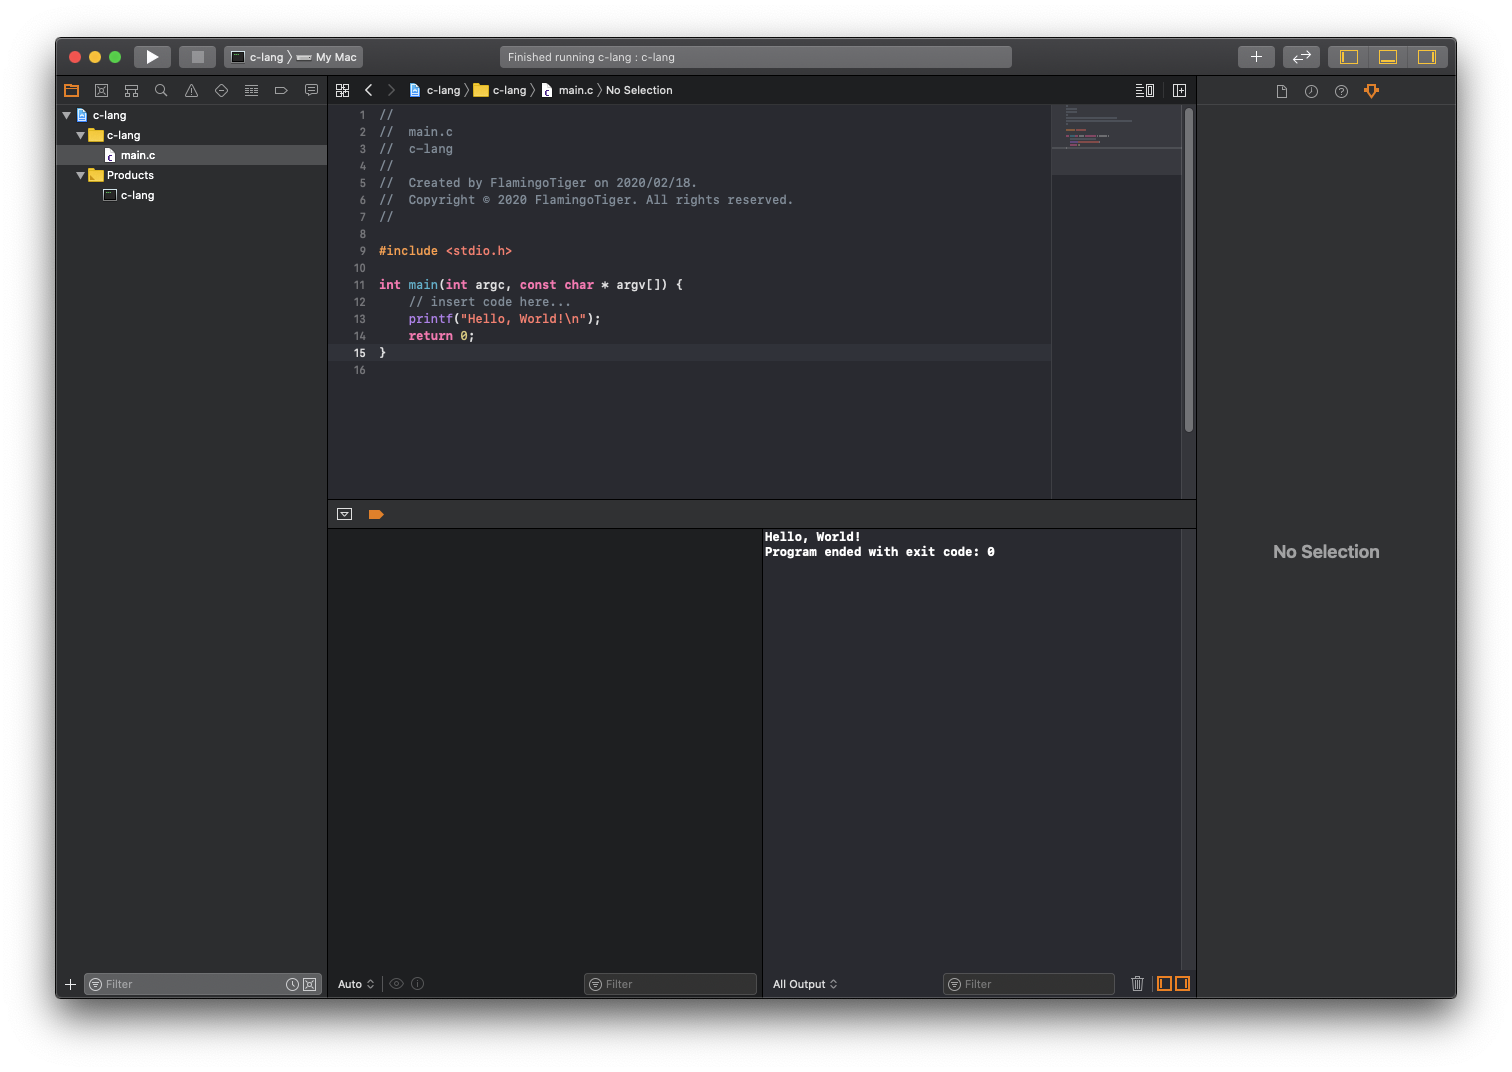 c-lang My Mac
Finished running c-lang : c-lang
c-lang
c-lang
main.c
Products
c-lang
c-lang c-lang main.c No Selection
1 //
2 //  main.c
3 //  c-lang
4 //
5 //  Created by FlamingoTiger on 2020/02/18.
6 //  Copyright © 2020 FlamingoTiger. All rights reserved.
7 //
8
9 #include <stdio.h>
10
11 int main(int argc, const char * argv[]) {
12     // insert code here...
13     printf("Hello, World!\n");
14     return 0;
15 }
16
Hello, World!
Program ended with exit code: 0
No Selection
Filter
Auto
Filter
All Output
Filter